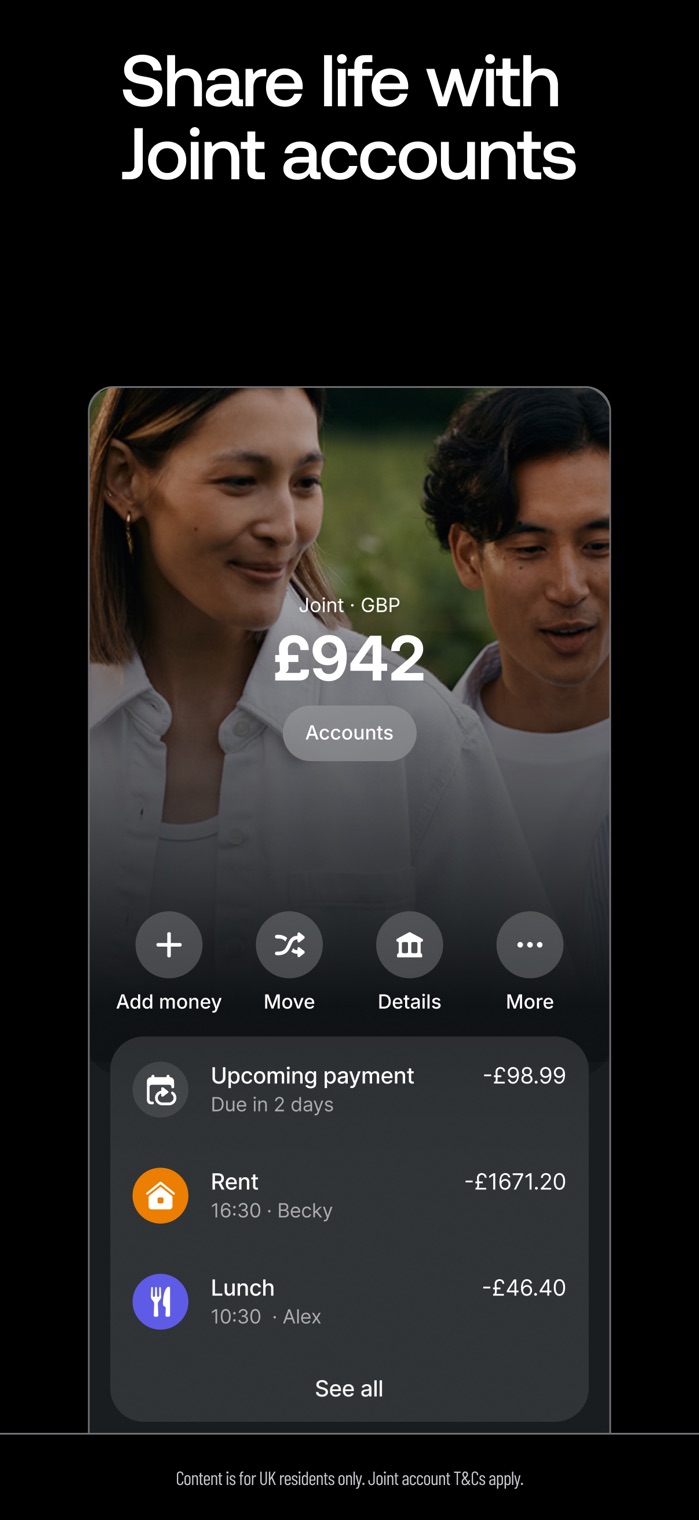 Share life with
Joint accounts
Joint · GBP
£942
Accounts
Add money
Move
Details
More
Upcoming payment
-£98.99
Due in 2 days
Rent
-£1671.20
16:30 · Becky
Lunch
-£46.40
10:30 · Alex
See all
Content is for UK residents only. Joint account T&Cs apply.